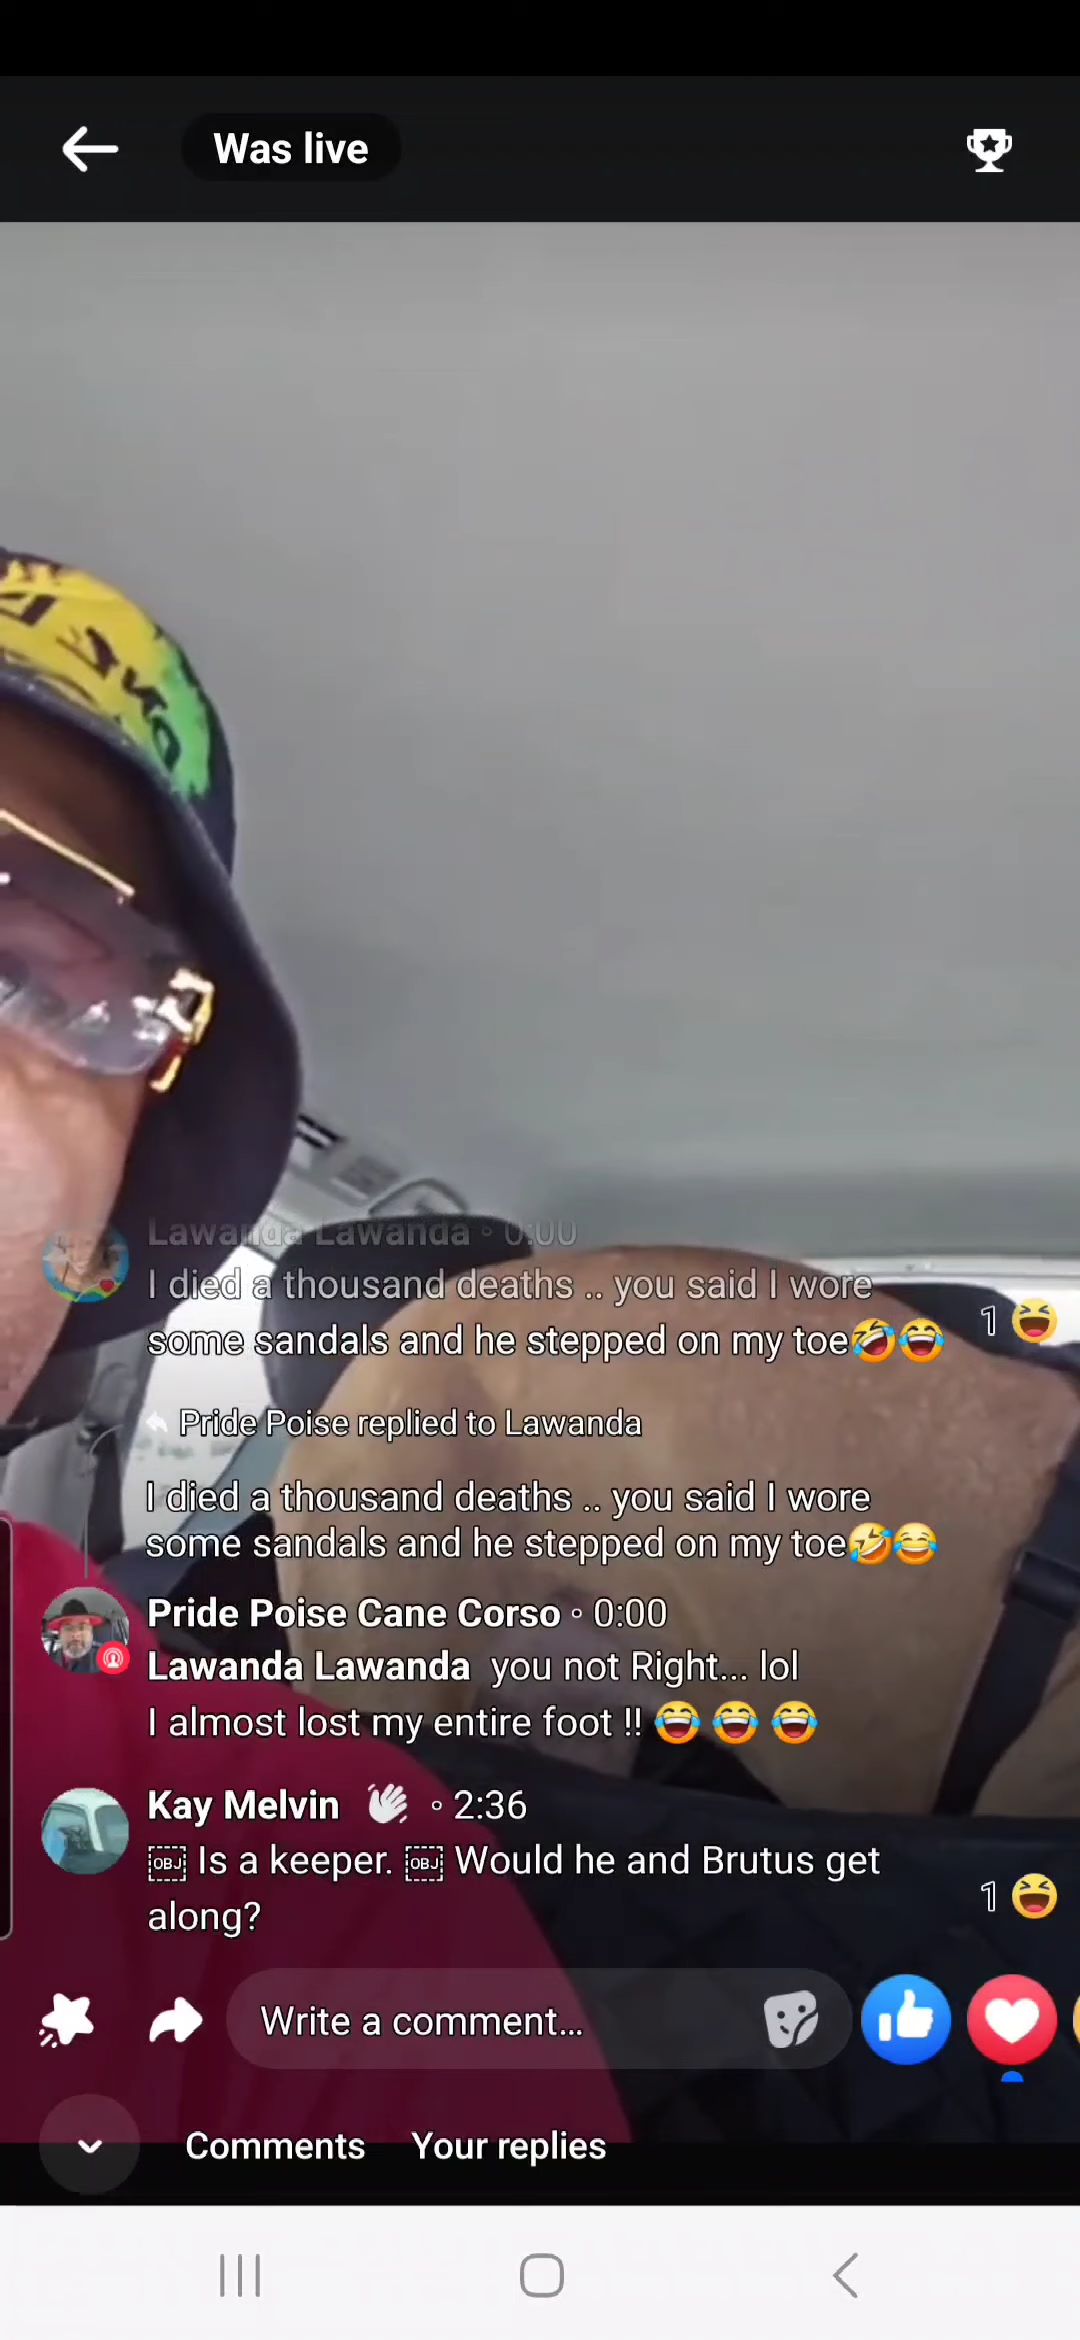 Was live
Lawanda Lawanda • 0:00
I died a thousand deaths .. you said I wore
some sandals and he stepped on my toe🤣😂
1 😆
Pride Poise replied to Lawanda
I died a thousand deaths .. you said I wore
some sandals and he stepped on my toe🤣😂
Pride Poise Cane Corso • 0:00
Lawanda Lawanda you not Right... lol
I almost lost my entire foot !! 😂 😂 😂
Kay Melvin 👋 • 2:36
OBJ Is a keeper. OBJ Would he and Brutus get
along?
1 😆
Write a comment...
Comments Your replies